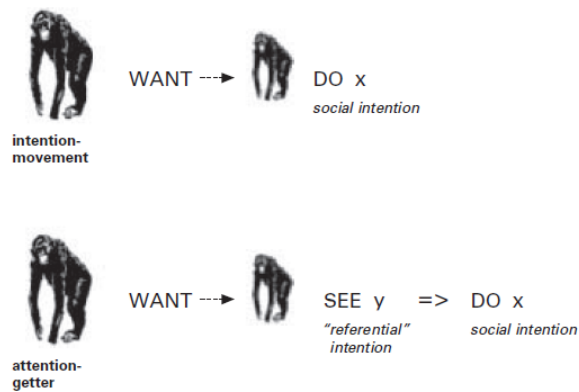 WANT DO x
social intention
intention-
movement
WANT SEE y => DO x
"referential" social intention
intention
attention-
getter